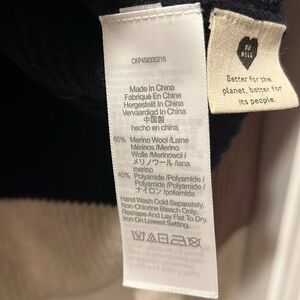 CKP458330216
Made In China
Fabriqué En Chine
Hergestellt In China
Vervaardigd In China
中国製
hecho en china
60% Merino Wool /Laine
Mérinos /Merino
Wolle /Merinowol /
メリノウール /lana
merino
40% Polyamide /Polyamide /
Polyamid /Polyamide /
ナイロン /poliamida
Hand Wash Cold Separately.
Non-Chlorine Bleach Only.
Reshape And Lay Flat To Dry.
Iron On Lowest Setting.
DO
WELL
Better for the
planet, better for
its people.